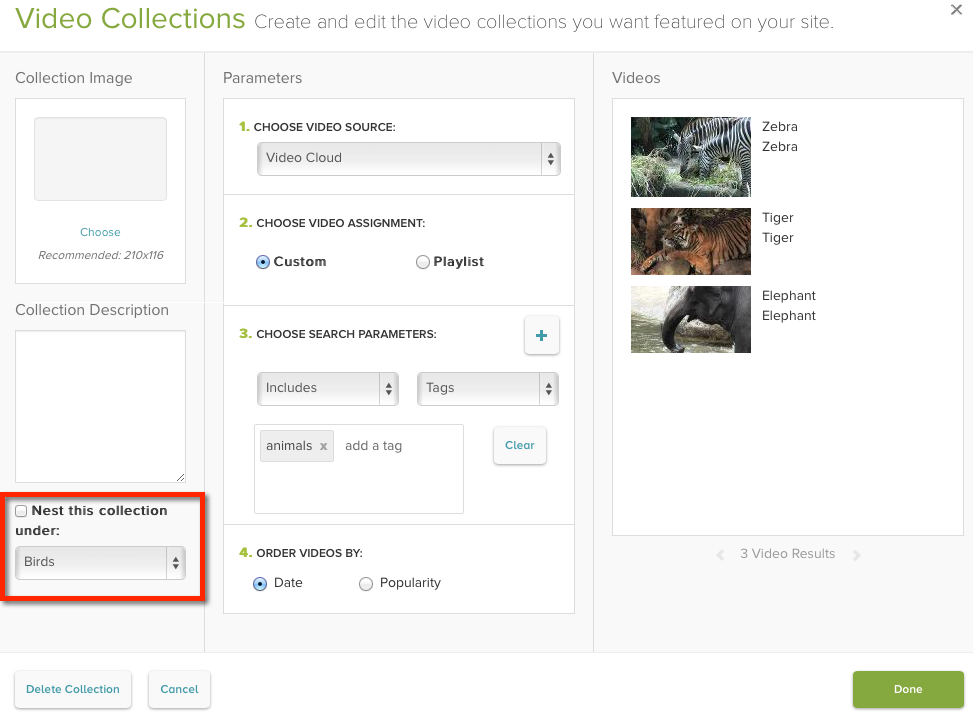 Video Collections Create and edit the video collections you want featured on your site.
×
Collection Image
Choose
Recommended: 210x116
Collection Description
Nest this collection
under:
Birds
Parameters
1. CHOOSE VIDEO SOURCE:
Video Cloud
2. CHOOSE VIDEO ASSIGNMENT:
Custom
Playlist
3. CHOOSE SEARCH PARAMETERS:
+
Includes
Tags
animals x add a tag
Clear
4. ORDER VIDEOS BY:
Date
Popularity
Videos
Zebra
Zebra
Tiger
Tiger
Elephant
Elephant
3 Video Results
Delete Collection
Cancel
Done